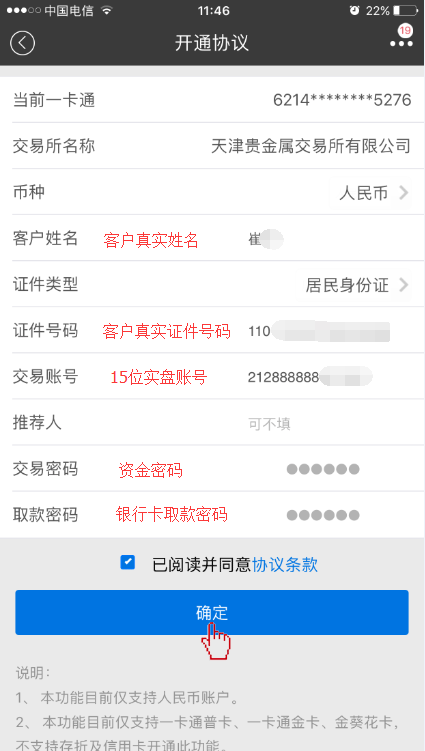 中国电信 11:46 22%
开通协议 19
当前一卡通 6214********5276
交易所名称 天津贵金属交易所有限公司
币种 人民币
客户姓名 客户真实姓名 崔
证件类型 居民身份证
证件号码 客户真实证件号码 110
交易账号 15位实盘账号 212888888
推荐人 可不填
交易密码 资金密码 ●●●●●●
取款密码 银行卡取款密码 ●●●●●●
已阅读并同意协议条款
确定
说明：
1、 本功能目前仅支持人民币账户。
2、 本功能目前仅支持一卡通普卡、一卡通金卡、金葵花卡，
不支持存折及信用卡开通此功能。